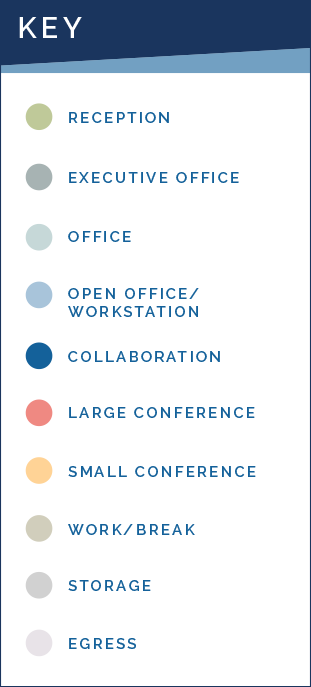 KEY
RECEPTION
EXECUTIVE OFFICE
OFFICE
OPEN OFFICE/
WORKSTATION
COLLABORATION
LARGE CONFERENCE
SMALL CONFERENCE
WORK/BREAK
STORAGE
EGRESS